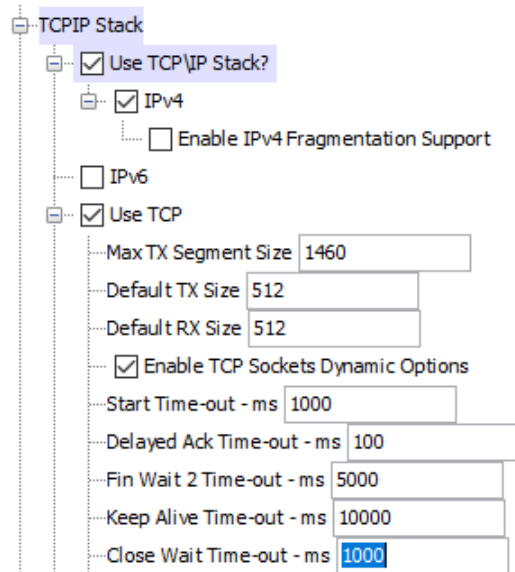 TCPIP Stack
Use TCP\IP Stack?
IPv4
Enable IPv4 Fragmentation Support
IPv6
Use TCP
Max TX Segment Size 1460
Default TX Size 512
Default RX Size 512
Enable TCP Sockets Dynamic Options
Start Time-out - ms 1000
Delayed Ack Time-out - ms 100
Fin Wait 2 Time-out - ms 5000
Keep Alive Time-out - ms 10000
Close Wait Time-out - ms 1000